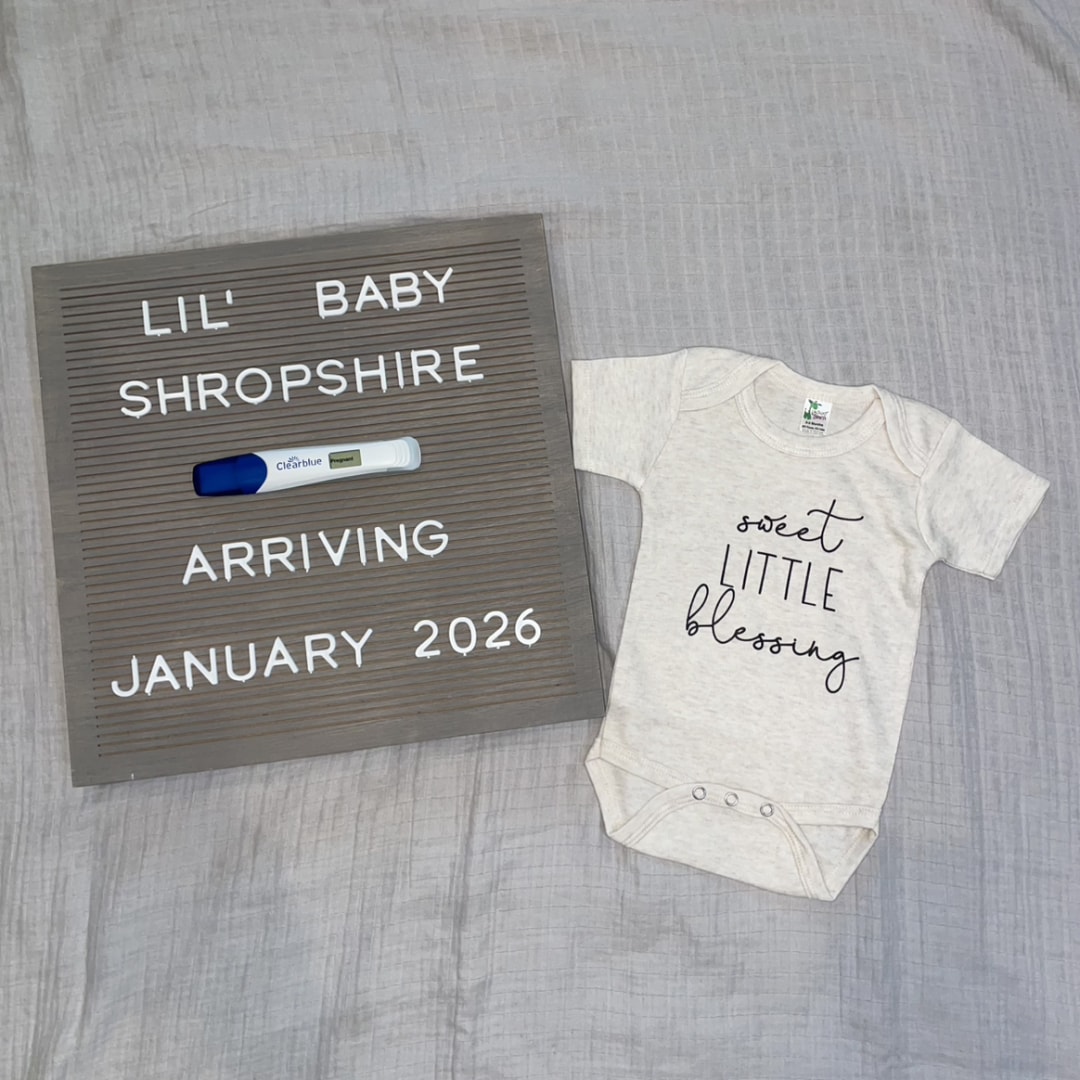 LIL' BABY
SHROPSHIRE
Clearblue
Pregnant
ARRIVING
JANUARY 2026
sweet
LITTLE
blessing